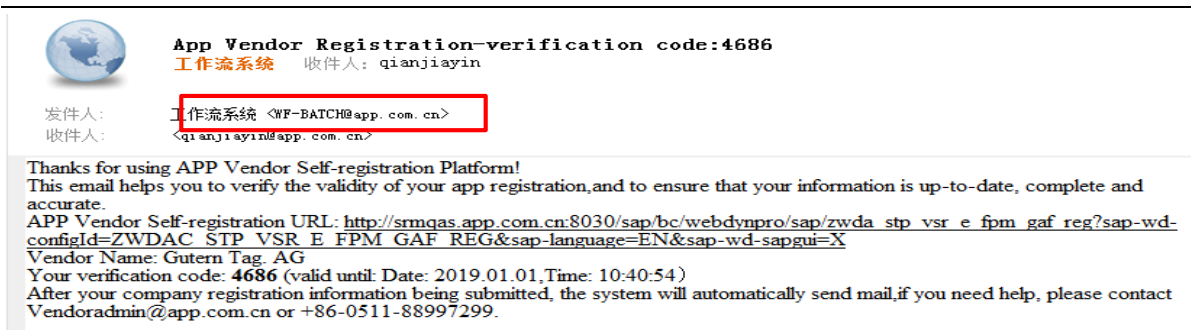 App Vendor Registration-verification code:4686
工作流系统 收件人: qianjiayin
发件人: 工作流系统 <WF-BATCH@app.com.cn>
收件人: <qianjiayin@app.com.cn>
Thanks for using APP Vendor Self-registration Platform!
This email helps you to verify the validity of your app registration,and to ensure that your information is up-to-date, complete and
accurate.
APP Vendor Self-registration URL: http://srmqas.app.com.cn:8030/sap/bc/webdynpro/sap/zwda_stp_vsr_e_fpm_gaf_reg?sap-wd-
configId=ZWDAC_STP_VSR_E_FPM_GAF_REG&sap-language=EN&sap-wd-sapgui=X
Vendor Name: Gutern Tag. AG
Your verification code: 4686 (valid until: Date: 2019.01.01,Time: 10:40:54）
After your company registration information being submitted, the system will automatically send mail,if you need help, please contact
Vendoradmin@app.com.cn or +86-0511-88997299.